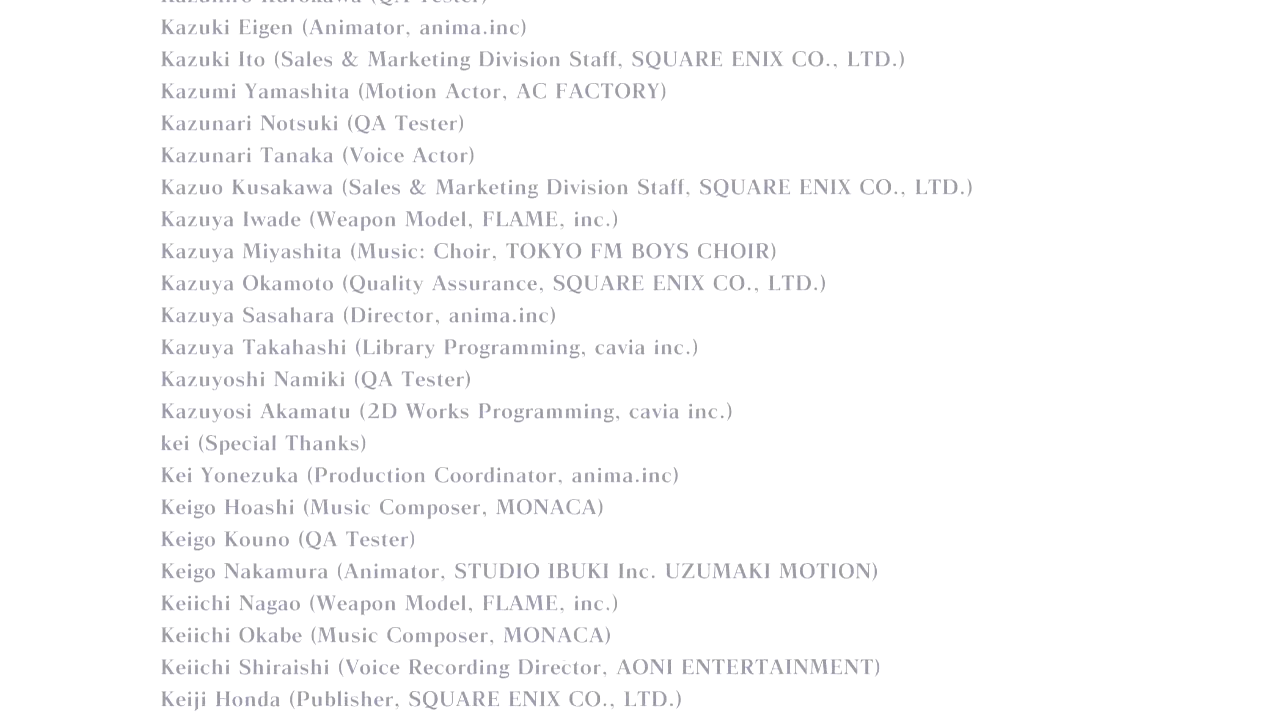 Kazuki Eigen (Animator, anima.inc)
Kazuki Ito (Sales & Marketing Division Staff, SQUARE ENIX CO., LTD.)
Kazumi Yamashita (Motion Actor, AC FACTORY)
Kazunari Notsuki (QA Tester)
Kazunari Tanaka (Voice Actor)
Kazuo Kusakawa (Sales & Marketing Division Staff, SQUARE ENIX CO., LTD.)
Kazuya Iwade (Weapon Model, FLAME, inc.)
Kazuya Miyashita (Music: Choir, TOKYO FM BOYS CHOIR)
Kazuya Okamoto (Quality Assurance, SQUARE ENIX CO., LTD.)
Kazuya Sasahara (Director, anima.inc)
Kazuya Takahashi (Library Programming, cavia inc.)
Kazuyoshi Namiki (QA Tester)
Kazuyosi Akamatu (2D Works Programming, cavia inc.)
kei (Special Thanks)
Kei Yonezuka (Production Coordinator, anima.inc)
Keigo Hoashi (Music Composer, MONACA)
Keigo Kouno (QA Tester)
Keigo Nakamura (Animator, STUDIO IBUKI Inc. UZUMAKI MOTION)
Keiichi Nagao (Weapon Model, FLAME, inc.)
Keiichi Okabe (Music Composer, MONACA)
Keiichi Shiraishi (Voice Recording Director, AONI ENTERTAINMENT)
Keiji Honda (Publisher, SQUARE ENIX CO., LTD.)